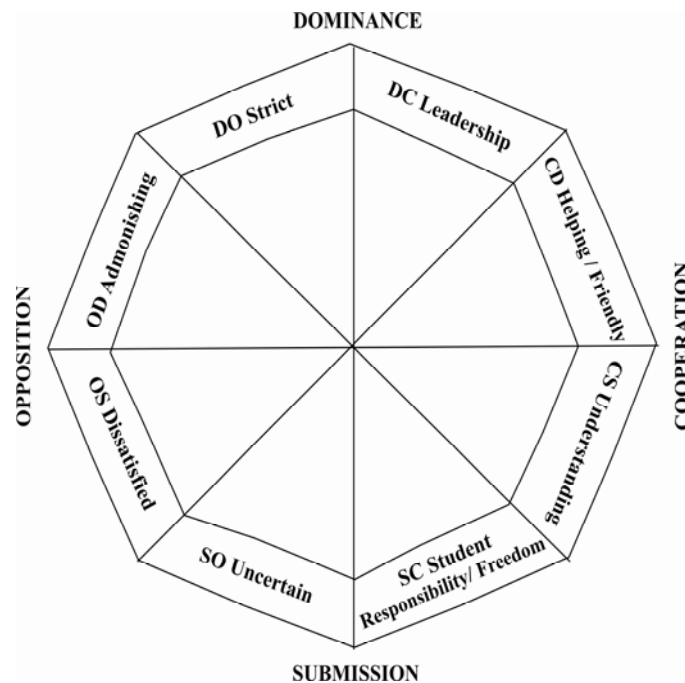 DOMINANCE
DO Strict
DC Leadership
OD Admonishing
CD Helping / Friendly
OPPOSITION
COOPERATION
OS Dissatisfied
CS Understanding
SO Uncertain
SC Student
Responsibility/ Freedom
SUBMISSION